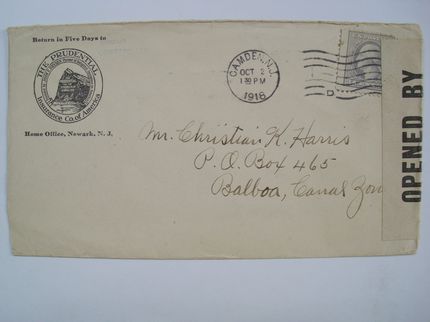 Return in Five Days to
THE PRUDENTIAL
Insurance Co. of America
Home Office, Newark, N. J.
CAMDEN, N.J.
OCT 2
1 30 PM
1918
D
Mr. Christian K. Harris
P. O. Box 465
Balboa, Canal Zon
OPENED BY